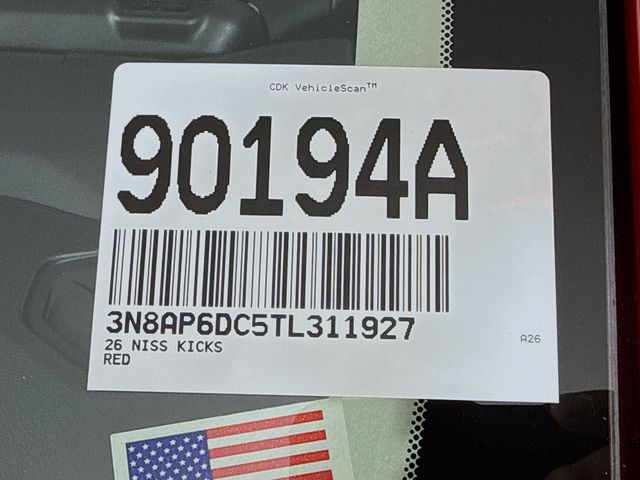 CDK VehicleScan™
90194A
3N8AP6DC5TL311927
26 NISS KICKS
RED
A26